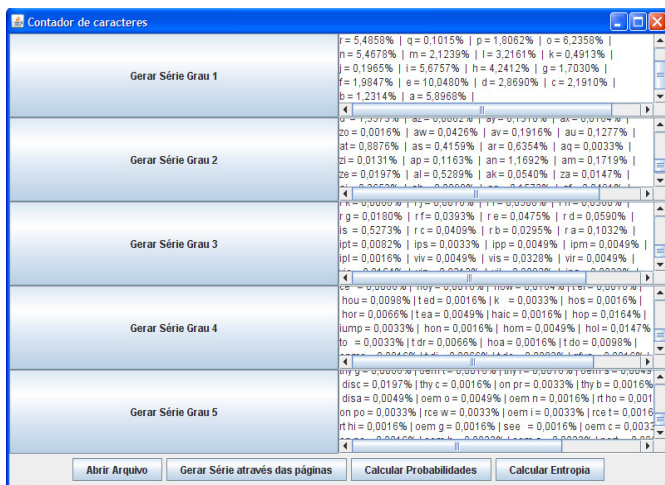 Contador de caracteres
Gerar Série Grau 1
r = 5,4858% | q = 0,1015% | p = 1,8062% | o = 6,2358% |
n = 5,4678% | m = 2,1239% | l = 3,2161% | k = 0,4913% |
j = 0,1965% | i = 5,6757% | h = 4,2412% | g = 1,7030% |
f = 1,9847% | e = 10,0480% | d = 2,8690% | c = 2,1910% |
b = 1,2314% | a = 5,8968% |
Gerar Série Grau 2
zo = 0,0016% | aw = 0,0426% | av = 0,1916% | au = 0,1277% |
at = 0,8876% | as = 0,4159% | ar = 0,6354% | aq = 0,0033% |
zi = 0,0131% | ap = 0,1163% | an = 1,1692% | am = 0,1719% |
ze = 0,0197% | al = 0,5289% | ak = 0,0540% | za = 0,0147% |
Gerar Série Grau 3
r g = 0,0180% | r f = 0,0393% | r e = 0,0475% | r d = 0,0590% |
is = 0,5273% | r c = 0,0409% | r b = 0,0295% | r a = 0,1032% |
ipt = 0,0082% | ips = 0,0033% | ipp = 0,0049% | ipm = 0,0049% |
ipl = 0,0016% | viv = 0,0049% | vis = 0,0328% | vir = 0,0049% |
Gerar Série Grau 4
hou = 0,0098% | t ed = 0,0016% | k = 0,0033% | hos = 0,0016% |
hor = 0,0066% | t ea = 0,0049% | haic = 0,0016% | hop = 0,0164% |
iump = 0,0033% | hon = 0,0016% | hom = 0,0049% | hol = 0,0147%
to = 0,0033% | t dr = 0,0066% | hoa = 0,0016% | t do = 0,0098% |
Gerar Série Grau 5
disc = 0,0197% | thy c = 0,0016% | on pr = 0,0033% | thy b = 0,0016%
disa = 0,0049% | oem o = 0,0049% | oem n = 0,0016% | rt ho = 0,001
on po = 0,0033% | rce w = 0,0033% | oem i = 0,0033% | rce t = 0,0016
rt hi = 0,0016% | oem g = 0,0016% | see = 0,0016% | oem c = 0,0033
Abrir Arquivo
Gerar Série através das páginas
Calcular Probabilidades
Calcular Entropia